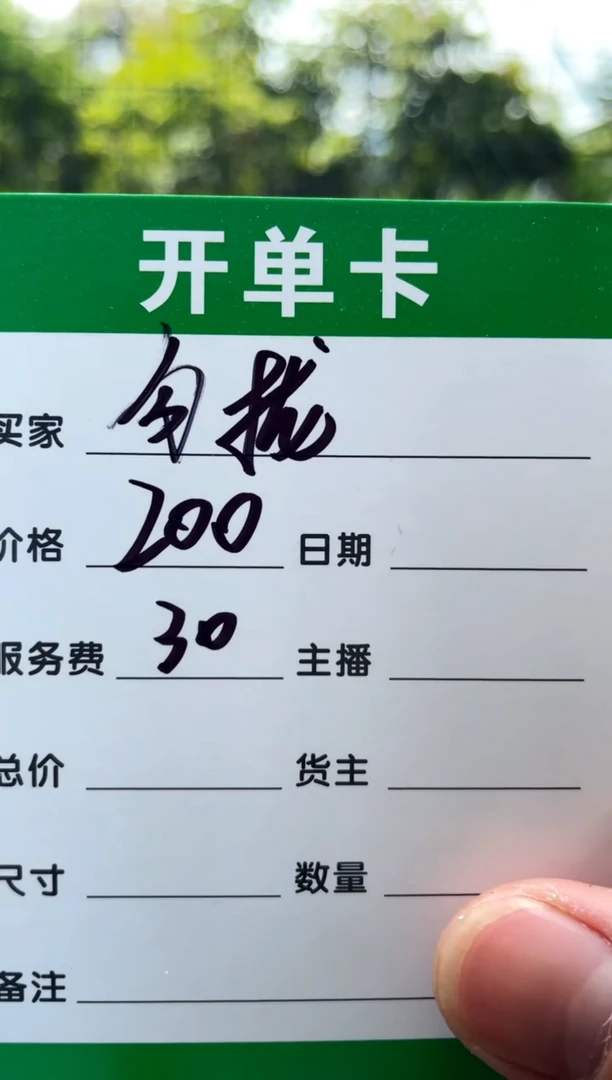 开单卡
买家
价格 200 日期
服务费 30 主播
总价 货主
尺寸 数量
备注